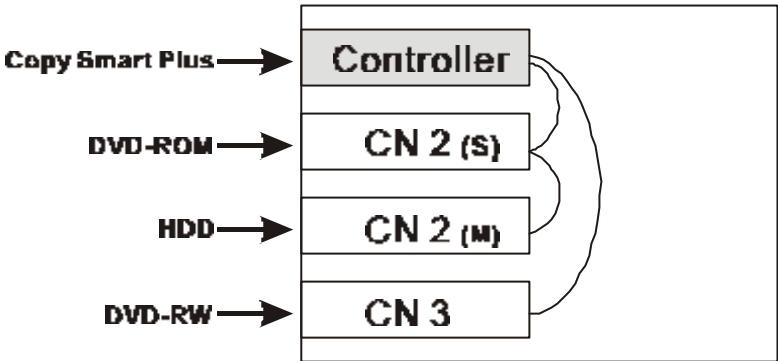 Copy Smart Plus Controller
DVD-ROM CN 2 (S)
HDD CN 2 (M)
DVD-RW CN 3